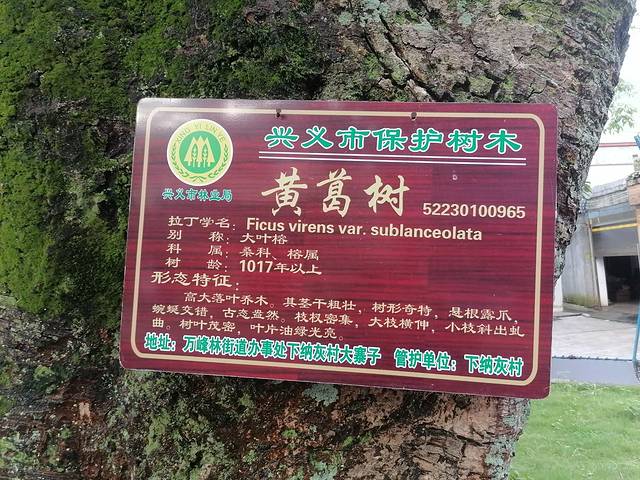 XING YI LIN YE
兴义市林业局
兴义市保护树木
黄葛树
52230100965
拉丁学名：Ficus virens var. sublanceolata
别 称：大叶榕
科 属：桑科、榕属
树 龄：1017年以上
形态特征：
高大落叶乔木。其茎干粗壮，树形奇特，悬根露爪，
蜿蜒交错，古态盎然。枝杈密集，大枝横伸，小枝斜出虬
曲。树叶茂密，叶片油绿光亮。
地址：万峰林街道办事处下纳灰村大寨子 管护单位：下纳灰村